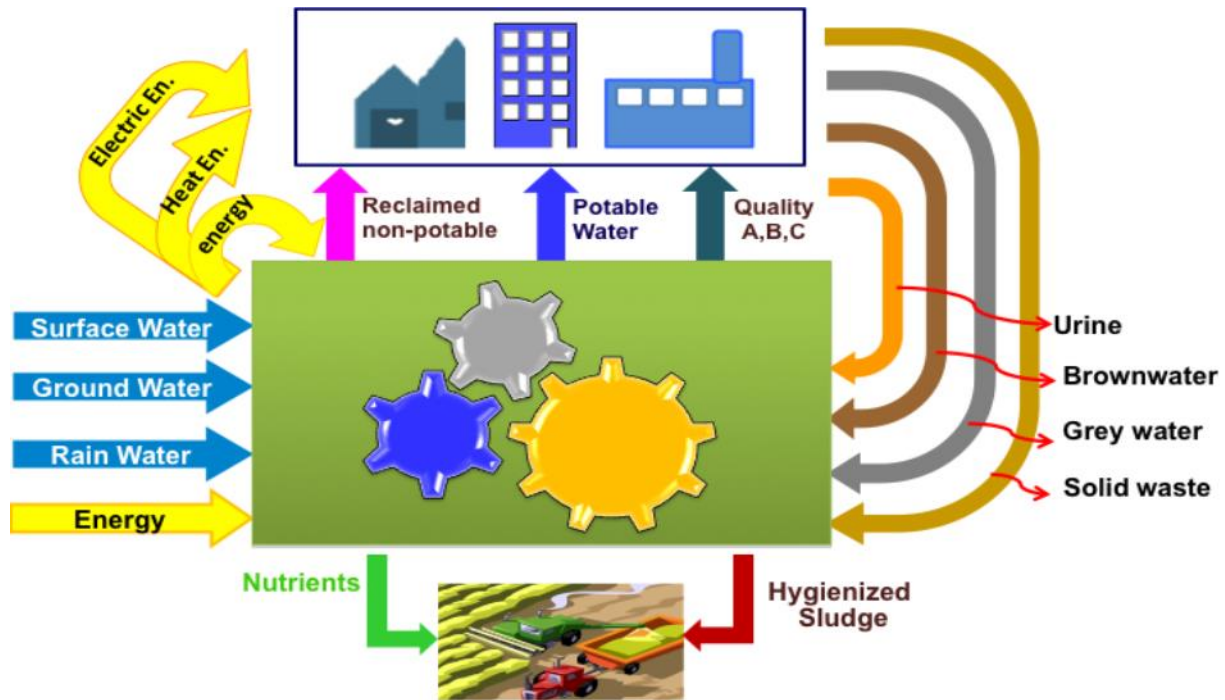 Electric En.
Heat En.
energy
Reclaimed
non-potable
Potable
Water
Quality
A,B,C
Surface Water
Ground Water
Rain Water
Energy
Urine
Brownwater
Grey water
Solid waste
Nutrients
Hygienized
Sludge